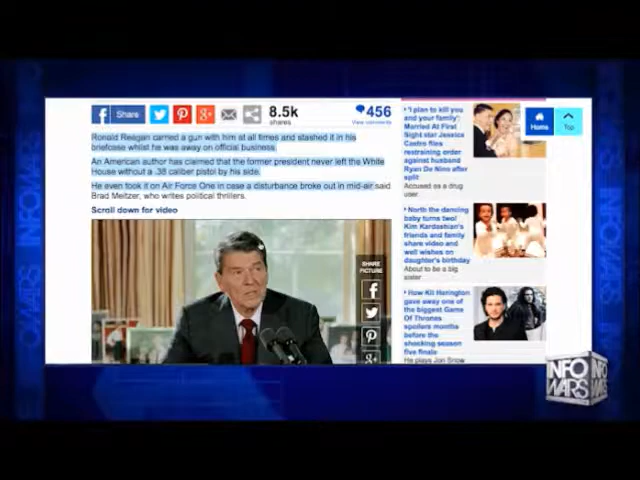 Share
8.5k
shares
456
View comments
Ronald Reagan carried a gun with him at all times and stashed it in his
briefcase whilst he was away on official business.
An American author has claimed that the former president never left the White
House without a .38 caliber pistol by his side.
He even took it on Air Force One in case a disturbance broke out in mid-air said
Brad Meltzer, who writes political thrillers.
Scroll down for video
SHARE
PICTURE
'I plan to kill you
and your family':
Married At First
Night star Jessica
Castro files
restraining order
against husband
Ryan De Nino after
split
Accused as a drug
user
North the dancing
baby turns two!
Kim Kardashian's
friends and family
share video and
well wishes on
daughter's birthday
About to be a big
sister
How Kit Harington
gave away one of
the biggest Game
Of Thrones
spoilers months
before the
shocking season
five finale
He plays Jon Snow
Home
Top
INFO
WARS
INFO
WARS
INFOWARS